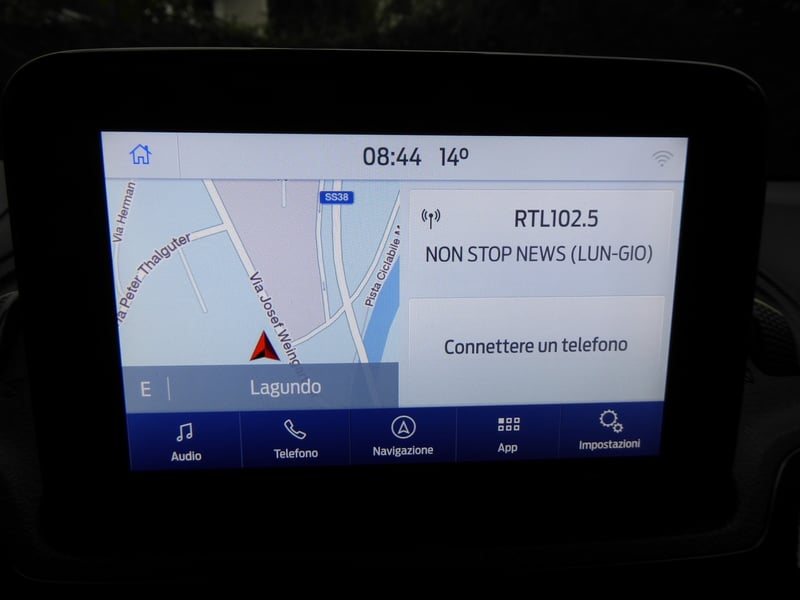 08:44 14º
SS38
Via Herman
Peter Thalguter
Via Josef Weing
Pista Ciclabile M
RTL102.5
NON STOP NEWS (LUN-GIO)
Connettere un telefono
E
Lagundo
Audio
Telefono
Navigazione
App
Impostazioni